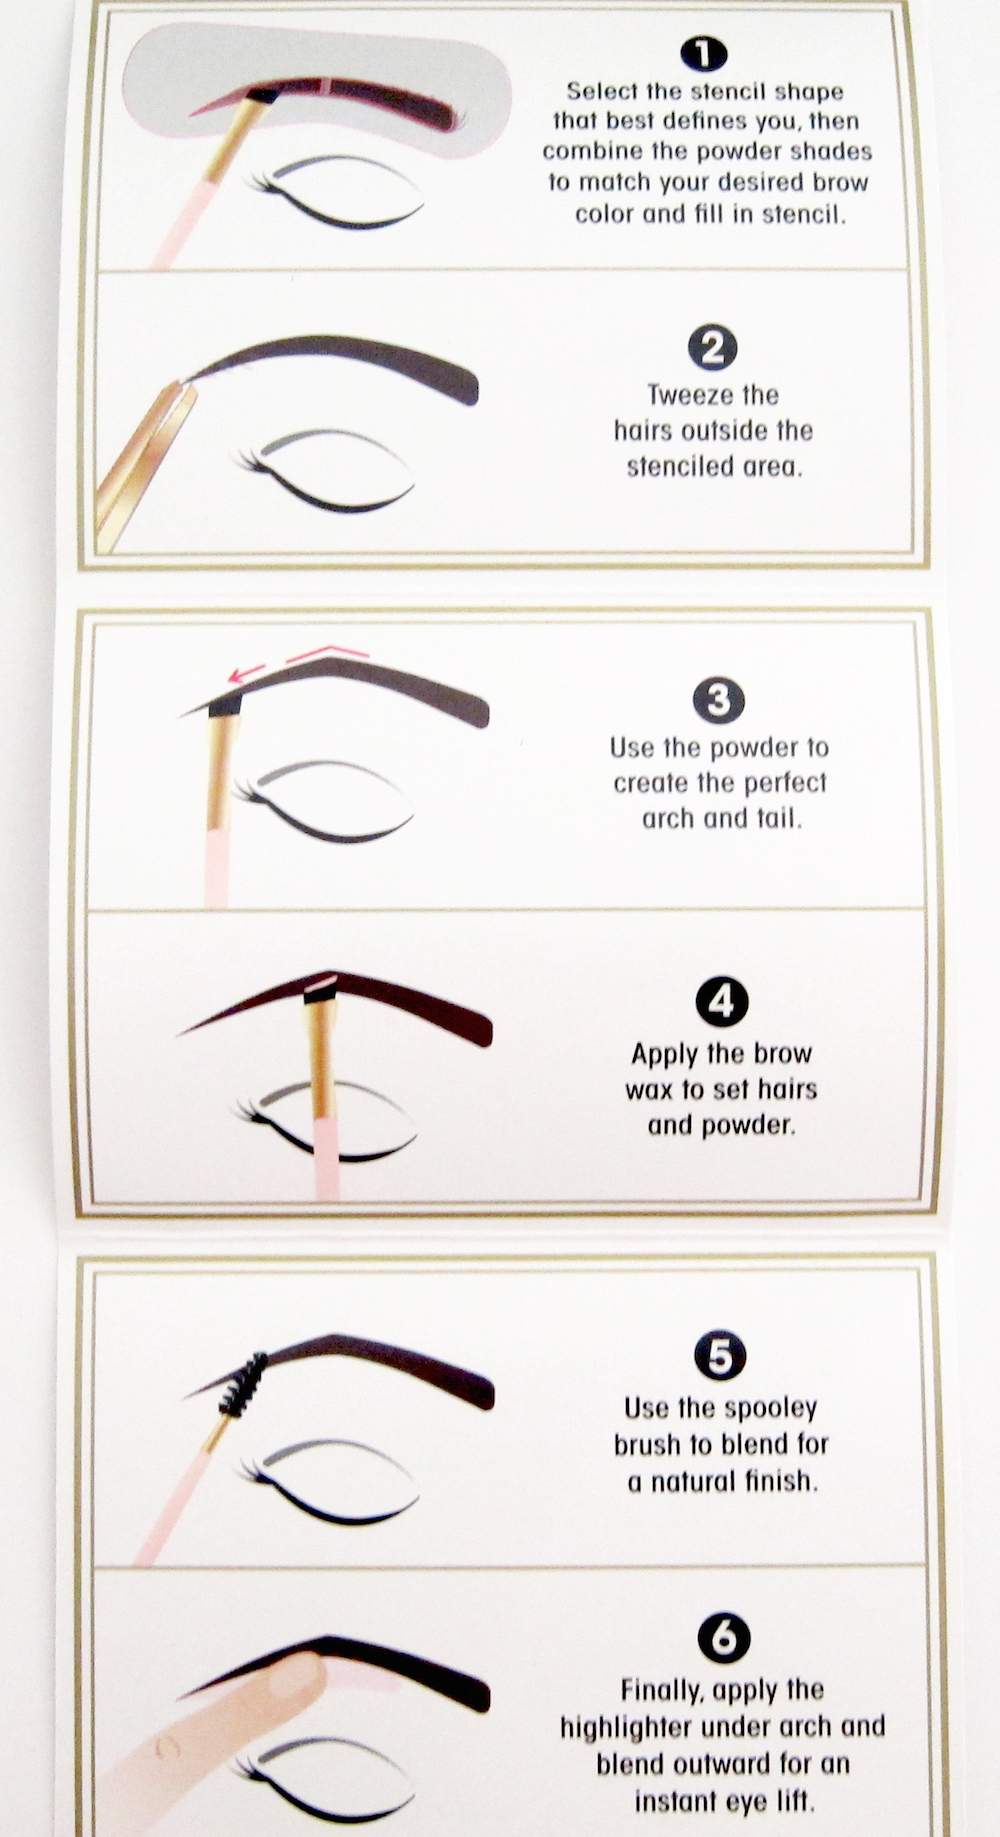 1
Select the stencil shape
that best defines you, then
combine the powder shades
to match your desired brow
color and fill in stencil.
2
Tweeze the
hairs outside the
stenciled area.
3
Use the powder to
create the perfect
arch and tail.
4
Apply the brow
wax to set hairs
and powder.
5
Use the spooley
brush to blend for
a natural finish.
6
Finally, apply the
highlighter under arch and
blend outward for an
instant eye lift.